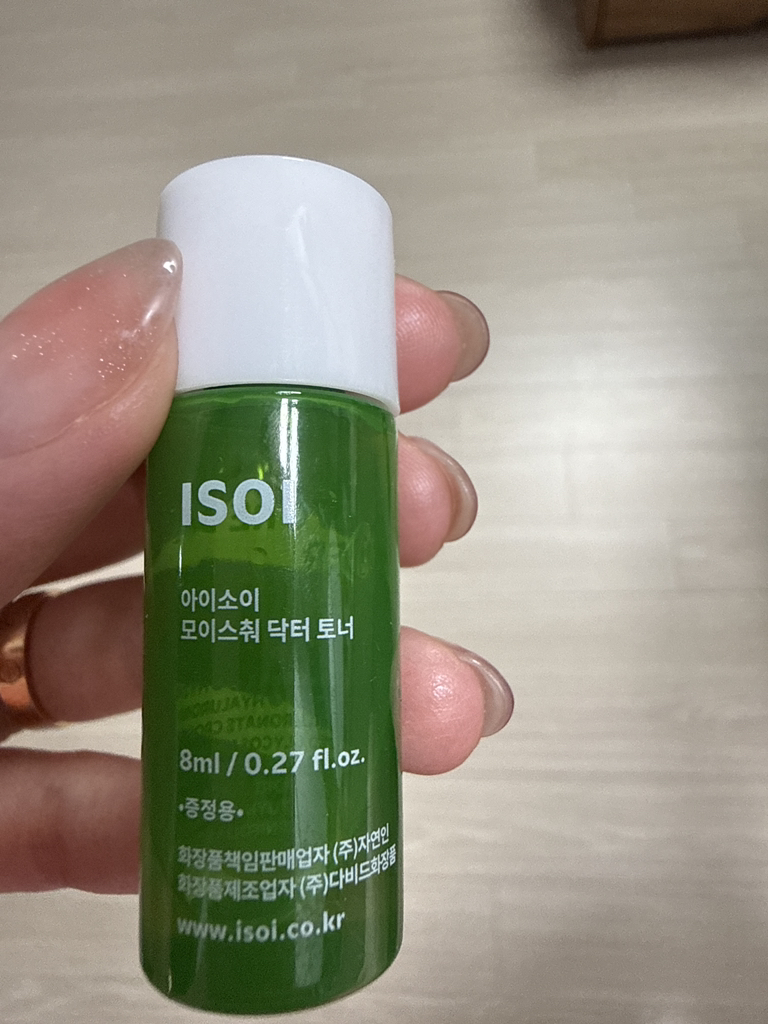 ISOI
아이소이
모이스춰 닥터 토너
8ml / 0.27 fl.oz.
•증정용•
화장품책임판매업자 (주)자연인
화장품제조업자 (주)다비드화장품
www.isoi.co.kr